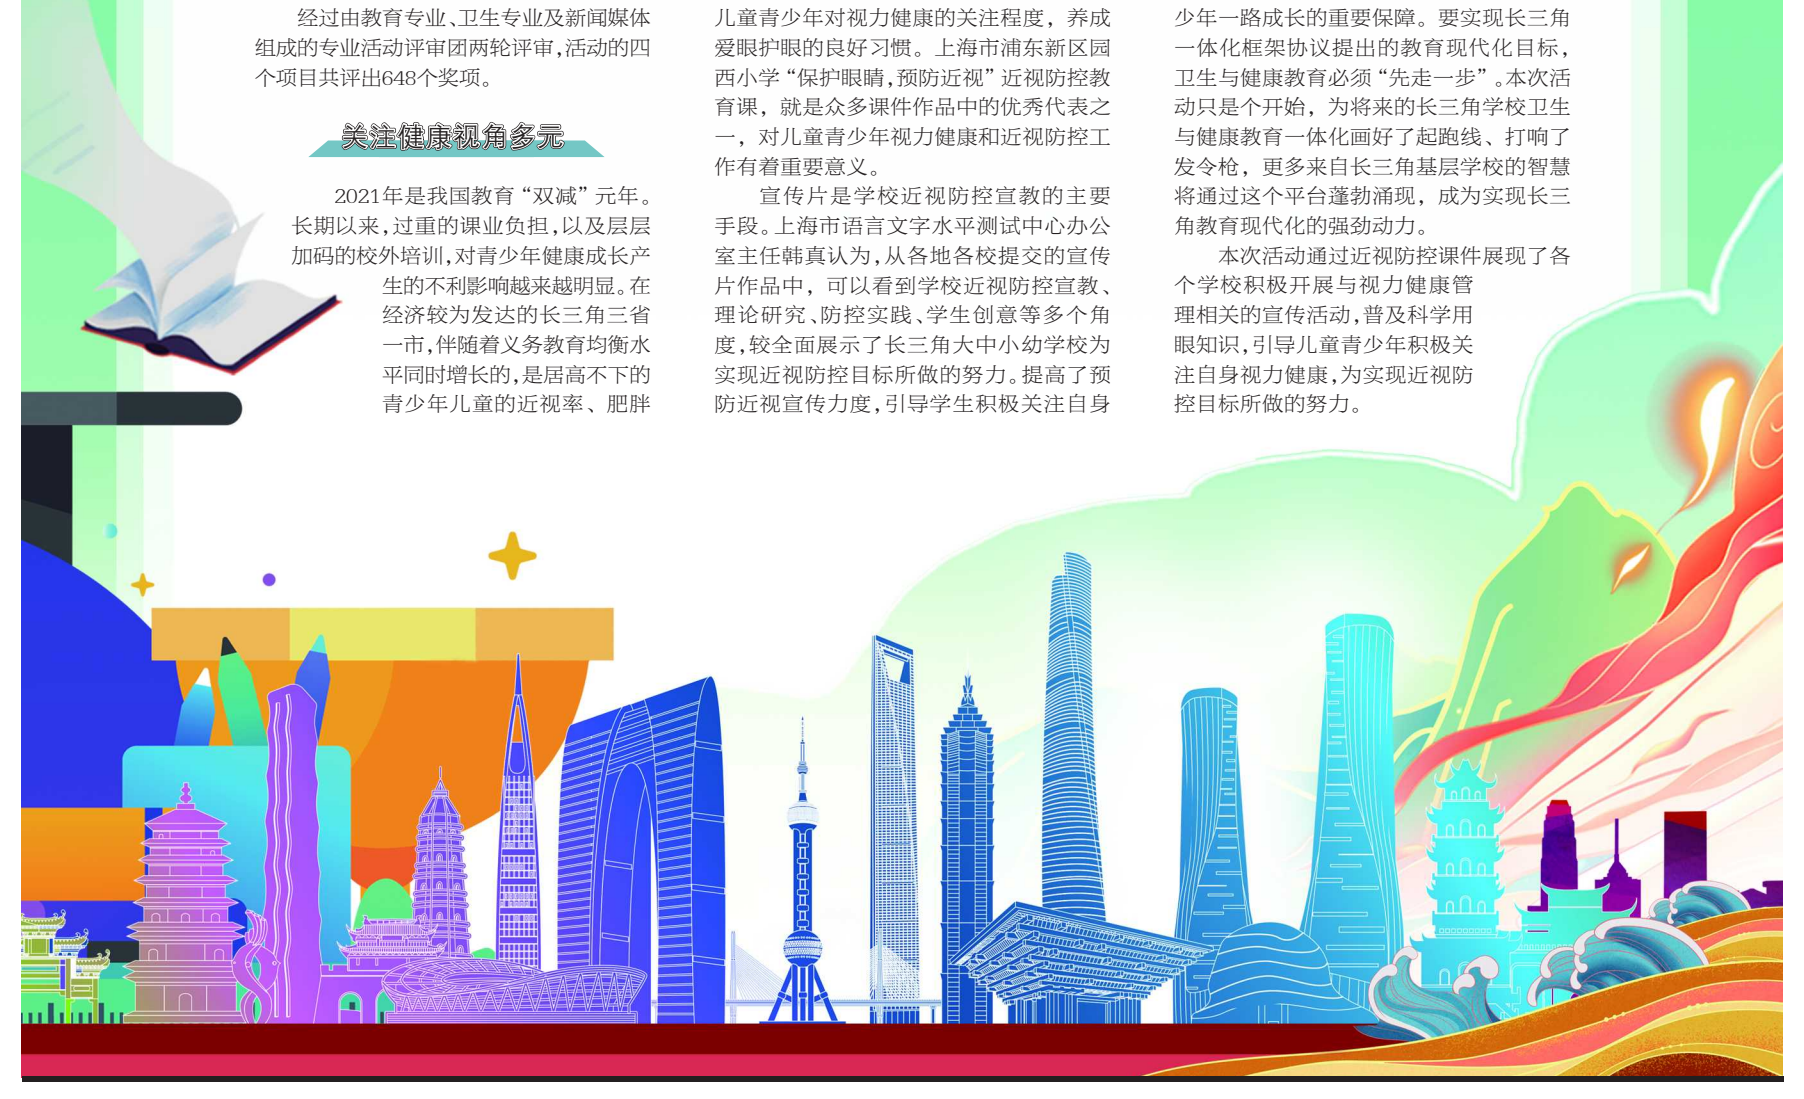 经过由教育专业、卫生专业及新闻媒体
组成的专业活动评审团两轮评审,活动的四
个项目共评出648个奖项。
关注健康视角多元
2021年是我国教育“双减”元年。
长期以来,过重的课业负担,以及层层
加码的校外培训,对青少年健康成长产
生的不利影响越来越明显。在
经济较为发达的长三角三省
一市,伴随着义务教育均衡水
平同时增长的,是居高不下的
青少年儿童的近视率、肥胖
儿童青少年对视力健康的关注程度，养成
爱眼护眼的良好习惯。上海市浦东新区园
西小学“保护眼睛,预防近视”近视防控教
育课，就是众多课件作品中的优秀代表之
一，对儿童青少年视力健康和近视防控工
作有着重要意义。
宣传片是学校近视防控宣教的主要
手段。上海市语言文字水平测试中心办公
室主任韩真认为,从各地各校提交的宣传
片作品中，可以看到学校近视防控宣教、
理论研究、防控实践、学生创意等多个角
度,较全面展示了长三角大中小幼学校为
实现近视防控目标所做的努力。提高了预
防近视宣传力度,引导学生积极关注自身
少年一路成长的重要保障。要实现长三角
一体化框架协议提出的教育现代化目标,
卫生与健康教育必须“先走一步”。本次活
动只是个开始，为将来的长三角学校卫生
与健康教育一体化画好了起跑线、打响了
发令枪，更多来自长三角基层学校的智慧
将通过这个平台蓬勃涌现，成为实现长三
角教育现代化的强劲动力。
本次活动通过近视防控课件展现了各
个学校积极开展与视力健康管
理相关的宣传活动,普及科学用
眼知识,引导儿童青少年积极关
注自身视力健康,为实现近视防
控目标所做的努力。